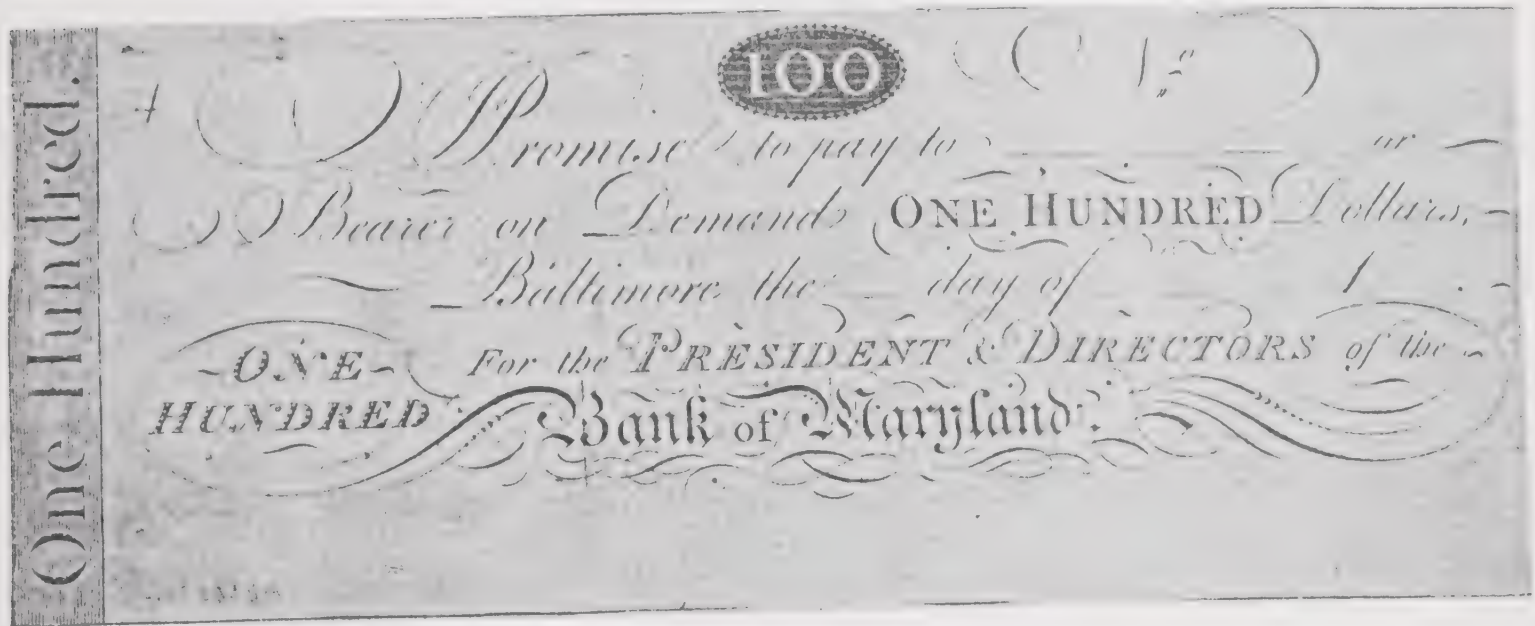 One Hundred.
100
I Promise to pay to or
Bearer on Demand ONE HUNDRED Dollars,
Baltimore the day of 1
ONE
HUNDRED
For the PRESIDENT & DIRECTORS of the
Bank of Maryland.